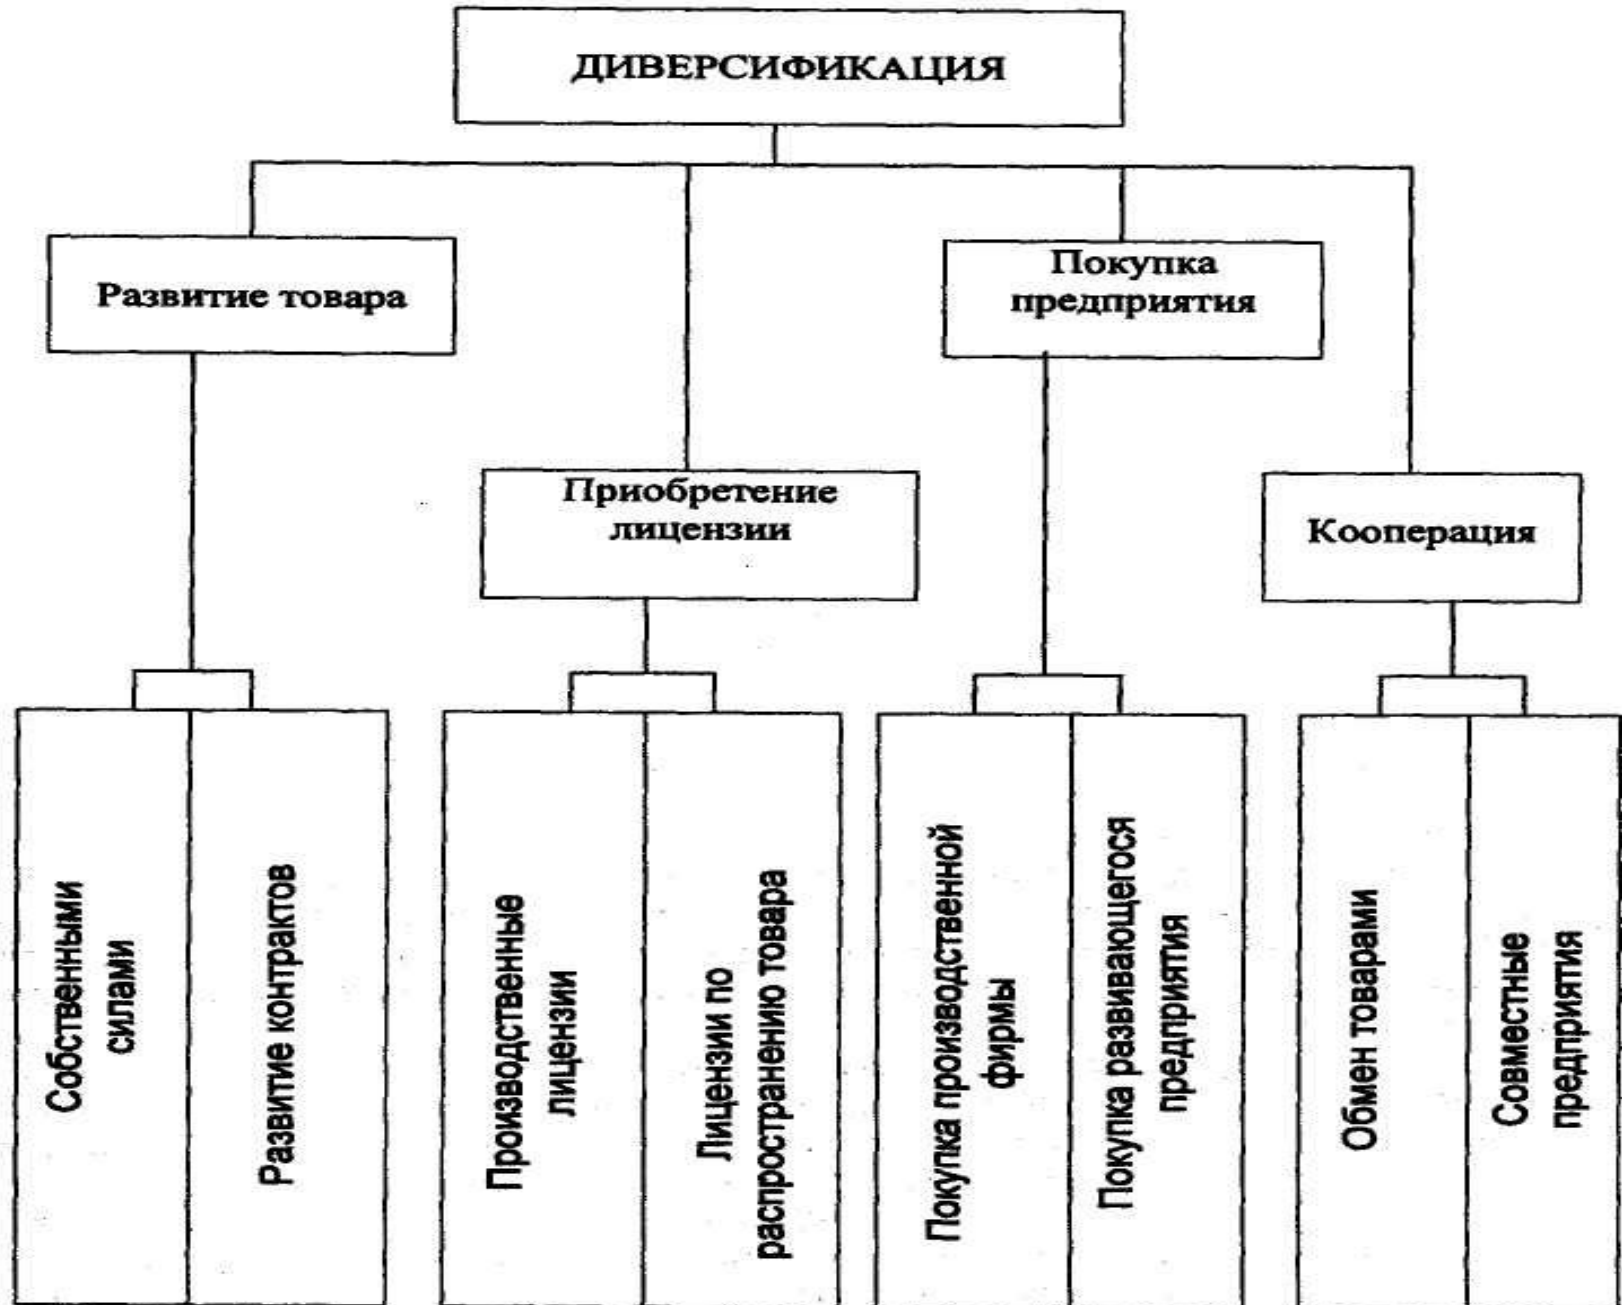 ДИВЕРСИФИКАЦИЯ
Развитие товара
Покупка
предприятия
Приобретение
лицензии
Кооперация
Собственными
силами
Развитие контрактов
Производственные
лицензии
Лицензии по
распространению товара
Покупка производственной
фирмы
Покупка развивающегося
предприятия
Обмен товарами
Совместные
предприятия